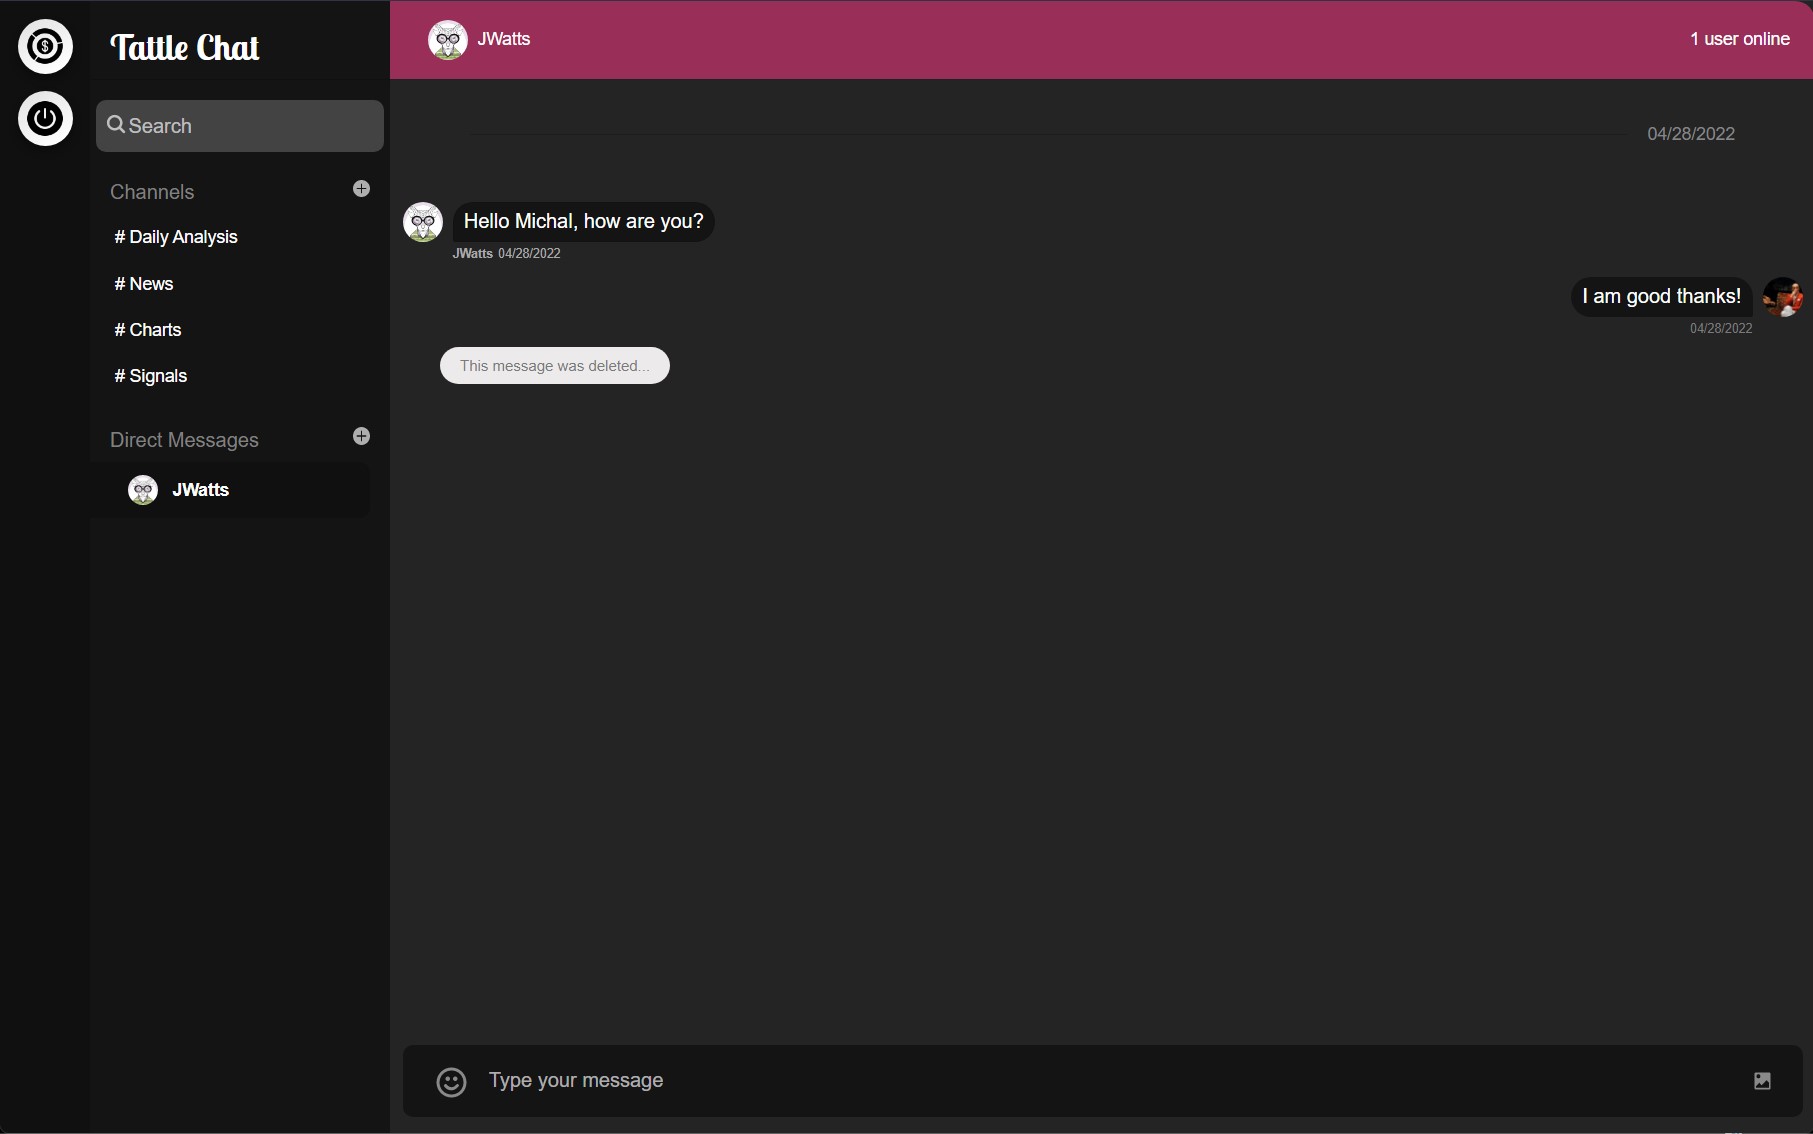 Tattle Chat
JWatts
1 user online
Search
04/28/2022
Channels
# Daily Analysis
# News
# Charts
# Signals
Direct Messages
JWatts
Hello Michal, how are you?
JWatts 04/28/2022
I am good thanks!
04/28/2022
This message was deleted...
Type your message